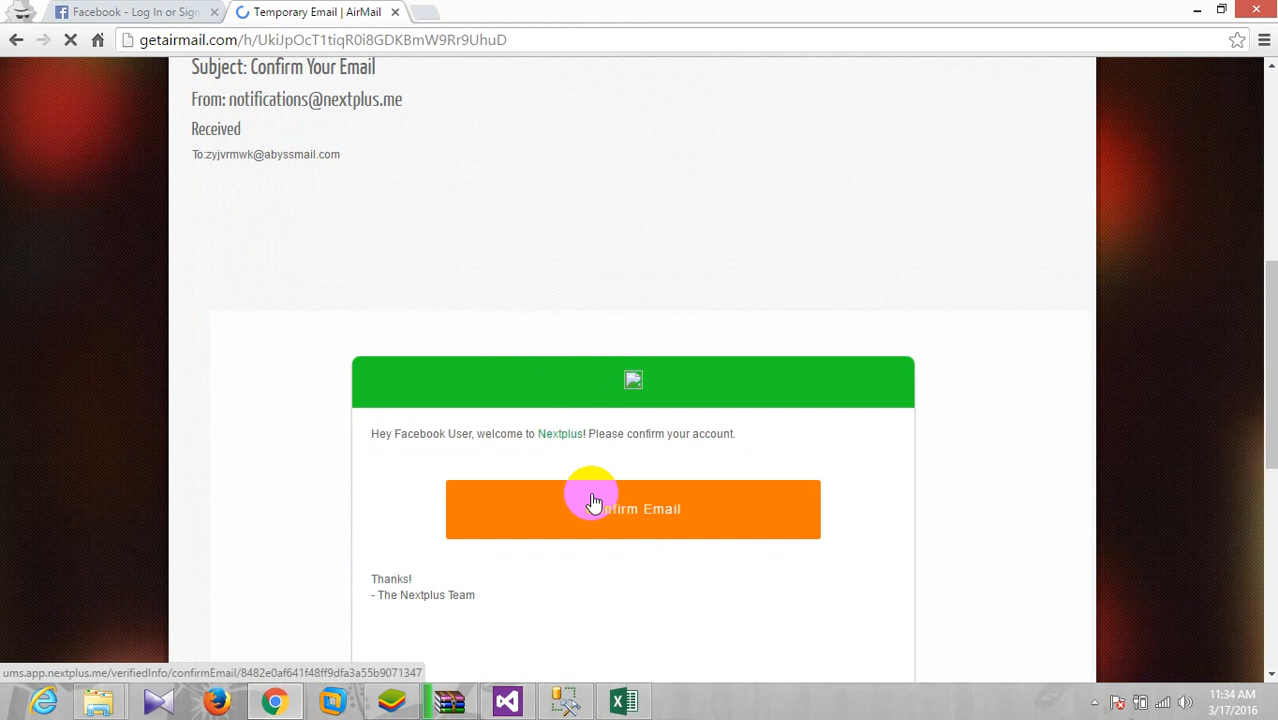 Facebook - Log In or Sign
Temporary Email | AirMail
getairmail.com/h/UkiJpOcT1tiqR0i8GDKBmW9Rr9UhuD
Subject: Confirm Your Email
From: notifications@nextplus.me
Received
To:zyjvrmwk@abyssmail.com
Hey Facebook User, welcome to Nextplus! Please confirm your account.
nfirm Email
Thanks!
- The Nextplus Team
ums.app.nextplus.me/verifiedInfo/confirmEmail/8482e0af641f48ff9dfa3a55b9071347
11:34 AM
3/17/2016